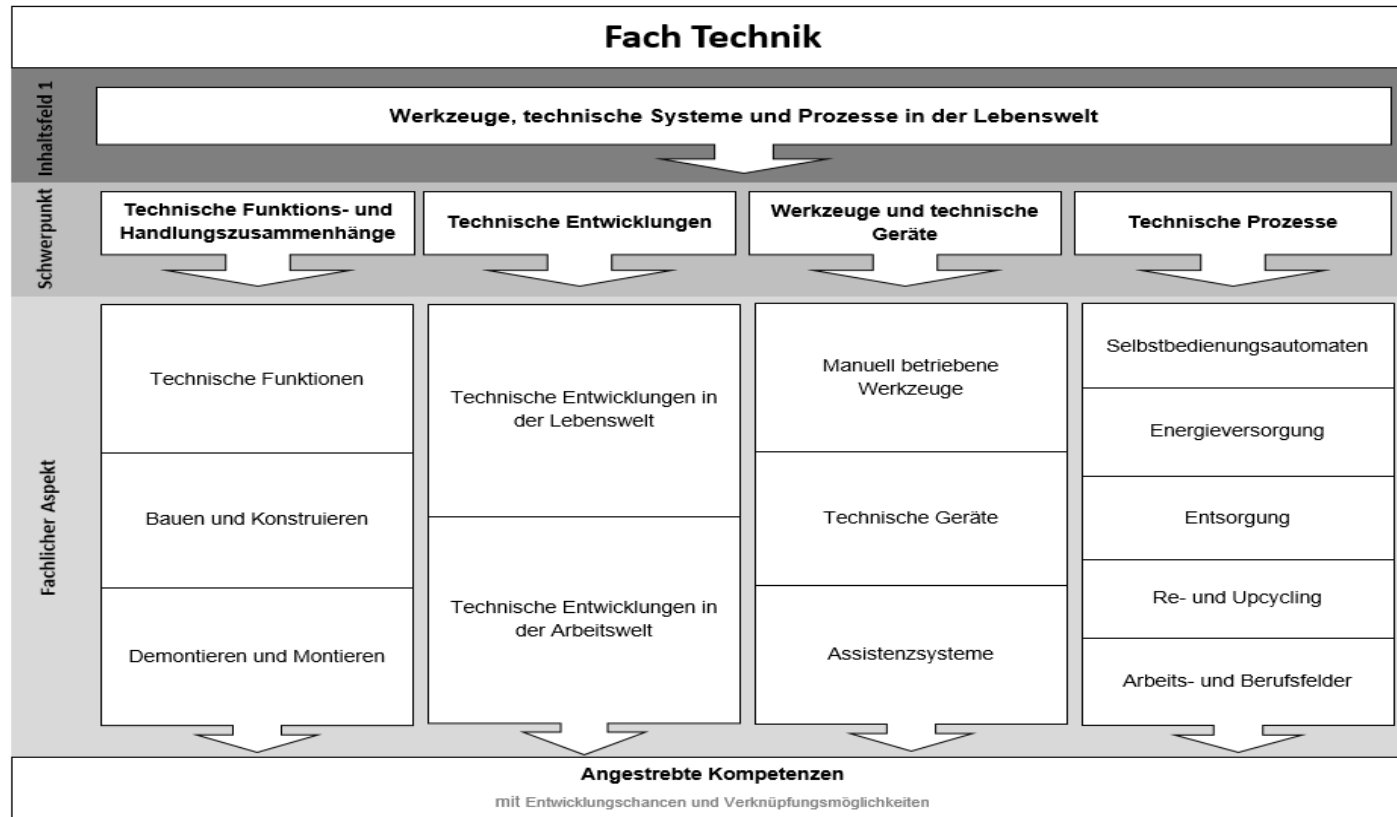 Fach Technik
Inhaltsfeld 1
Werkzeuge, technische Systeme und Prozesse in der Lebenswelt
Schwerpunkt
Technische Funktions- und
Handlungszusammenhänge
Technische Entwicklungen
Werkzeuge und technische
Geräte
Technische Prozesse
Fachlicher Aspekt
Technische Funktionen
Bauen und Konstruieren
Demontieren und Montieren
Technische Entwicklungen in
der Lebenswelt
Technische Entwicklungen in
der Arbeitswelt
Manuell betriebene
Werkzeuge
Technische Geräte
Assistenzsysteme
Selbstbedienungsautomaten
Energieversorgung
Entsorgung
Re- und Upcycling
Arbeits- und Berufsfelder
Angestrebte Kompetenzen
mit Entwicklungschancen und Verknüpfungsmöglichkeiten